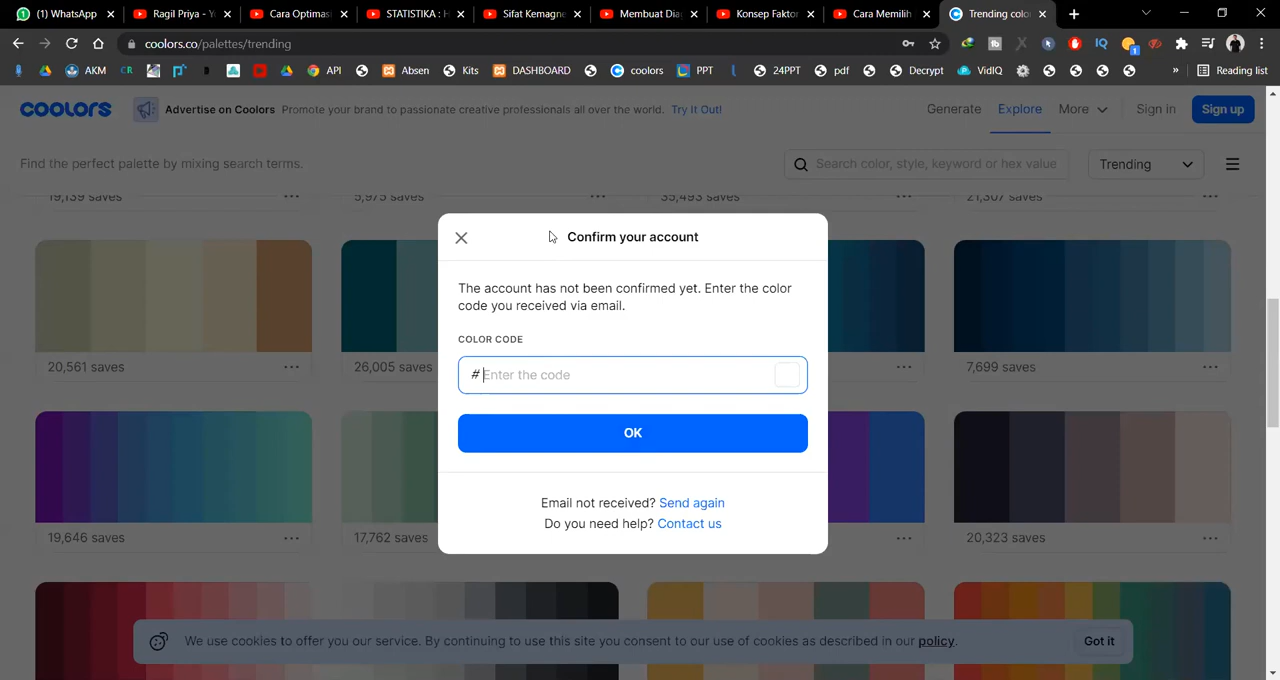 (1) WhatsApp
Ragil Priya - Yo
Cara Optimas
STATISTIKA : H
Sifat Kemagne
Membuat Dia
Konsep Faktor
Cara Memilih
Trending colo
coolors.co/palettes/trending
AKM
CR
API
Absen
Kits
DASHBOARD
coolors
PPT
24PPT
pdf
Decrypt
VidIQ
»
Reading list
coolors
Advertise on Coolors Promote your brand to passionate creative professionals all over the world. Try It Out!
Generate
Explore
More
Sign in
Sign up
Find the perfect palette by mixing search terms.
Search color, style, keyword or hex value
Trending
19,139 saves
5,975 saves
35,493 saves
21,307 saves
Confirm your account
The account has not been confirmed yet. Enter the color
code you received via email.
COLOR CODE
# Enter the code
OK
Email not received? Send again
Do you need help? Contact us
20,561 saves
26,005 saves
7,699 saves
19,646 saves
17,762 saves
20,323 saves
We use cookies to offer you our service. By continuing to use this site you consent to our use of cookies as described in our policy.
Got it